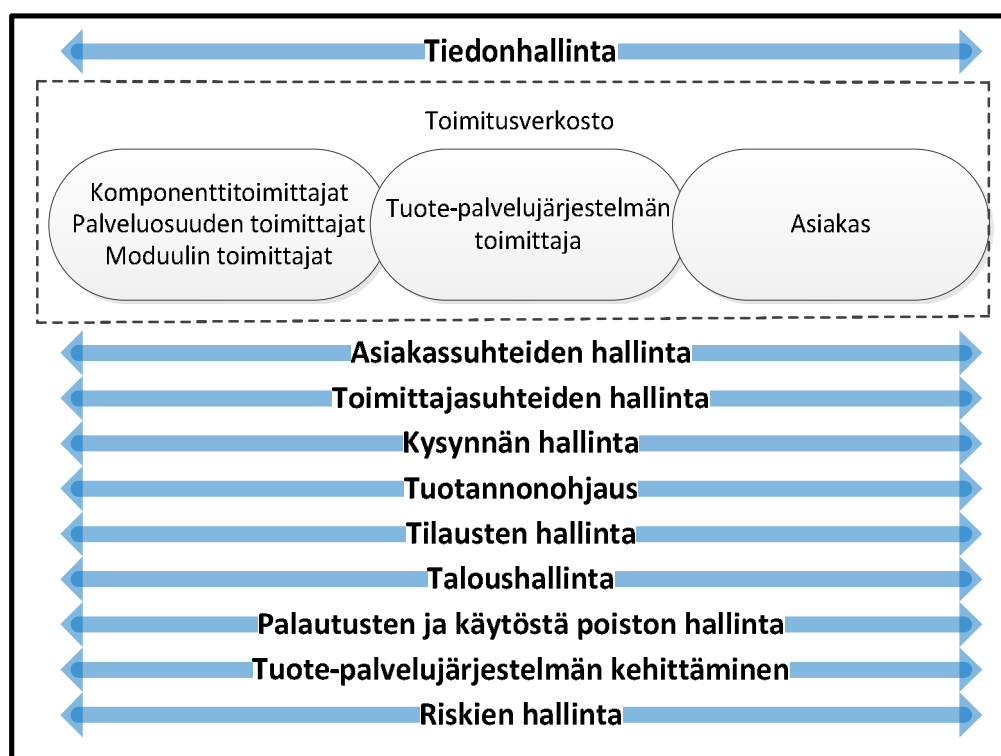 Tiedonhallinta
Toimitusverkosto
Komponenttitoimittajat
Palveluosuuden toimittajat
Moduulin toimittajat
Tuote-palvelujärjestelmän
toimittaja
Asiakas
Asiakassuhteiden hallinta
Toimittajasuhteiden hallinta
Kysynnän hallinta
Tuotannonohjaus
Tilausten hallinta
Taloushallinta
Palautusten ja käytöstä poiston hallinta
Tuote-palvelujärjestelmän kehittäminen
Riskien hallinta